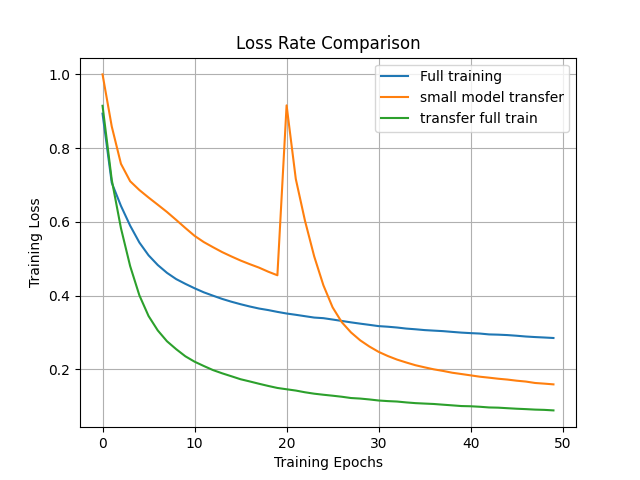 Loss Rate Comparison
Full training
small model transfer
transfer full train
Training Loss
1.0
0.8
0.6
0.4
0.2
0
10
20
30
40
50
Training Epochs